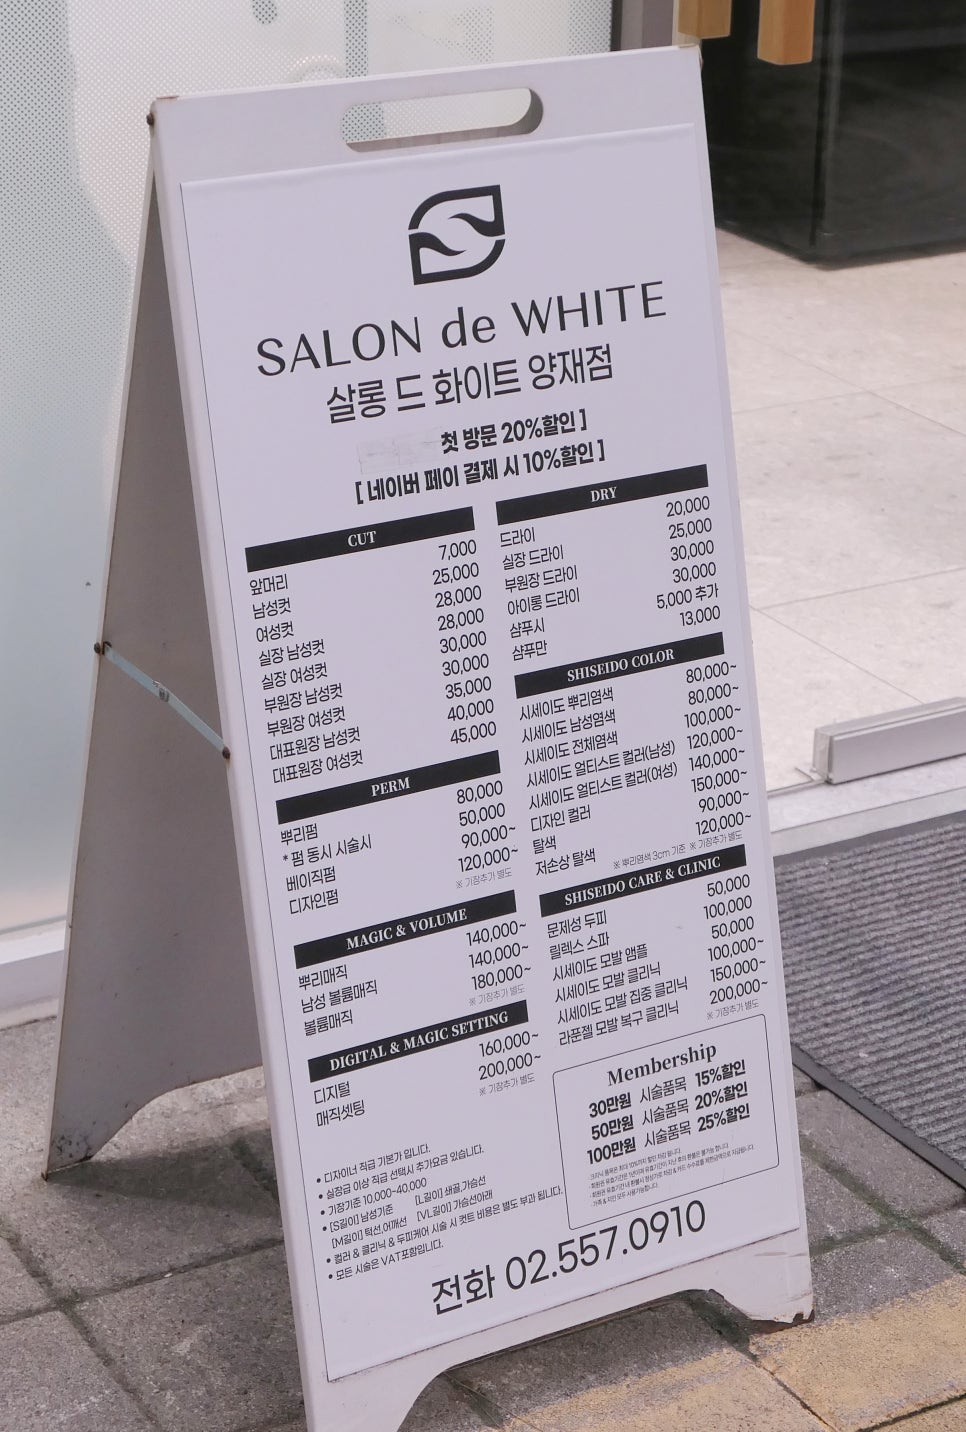 SALON de WHITE
살롱 드 화이트 양재점
첫 방문 20%할인 ]
[ 네이버 페이 결제 시 10%할인 ]
CUT
앞머리 7,000
남성컷 25,000
여성컷 28,000
실장 남성컷 28,000
실장 여성컷 30,000
부원장 남성컷 30,000
부원장 여성컷 35,000
대표원장 남성컷 40,000
대표원장 여성컷 45,000
PERM
뿌리펌 80,000
* 펌 동시 시술시 50,000
베이직펌 90,000~
디자인펌 120,000~
※ 기장추가 별도
MAGIC & VOLUME
뿌리매직 140,000~
남성 볼륨매직 140,000~
볼륨매직 180,000~
※ 기장추가 별도
DIGITAL & MAGIC SETTING
디지털 160,000~
매직셋팅 200,000~
※ 기장추가 별도
DRY
드라이 20,000
실장 드라이 25,000
부원장 드라이 30,000
아이롱 드라이 30,000
샴푸시 5,000 추가
샴푸만 13,000
SHISEIDO COLOR
시세이도 뿌리염색 80,000~
시세이도 남성염색 80,000~
시세이도 전체염색 100,000~
시세이도 얼티스트 컬러(남성) 120,000~
시세이도 얼티스트 컬러(여성) 140,000~
디자인 컬러 150,000~
탈색 90,000~
저손상 탈색 120,000~
※ 뿌리염색 3cm 기준 ※ 기장추가 별도
SHISEIDO CARE & CLINIC
문제성 두피 50,000
릴렉스 스파 100,000
시세이도 모발 앰플 50,000
시세이도 모발 클리닉 100,000~
시세이도 모발 집중 클리닉 150,000~
라푼젤 모발 복구 클리닉 200,000~
※ 기장추가 별도
• 디자이너 직급 기본가 입니다.
• 실장급 이상 직급 선택시 추가요금 있습니다.
• 기장기준 10,000~40,000
• [S길이] 남성기준 [L길이] 쇄골,가슴선
[M길이] 턱선,어깨선 [VL길이] 가슴선아래
• 컬러 & 클리닉 & 두피케어 시술 시 컷트 비용은 별도 부과 됩니다.
• 모든 시술은 VAT포함입니다.
Membership
30만원 시술품목 15%할인
50만원 시술품목 20%할인
100만원 시술품목 25%할인
전화 02.557.0910